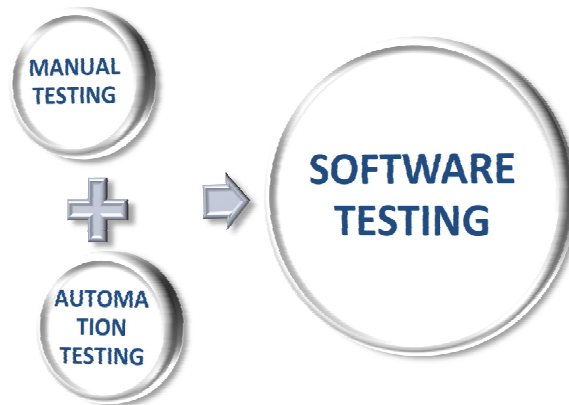 MANUAL
TESTING
AUTOMA
TION
TESTING
SOFTWARE
TESTING